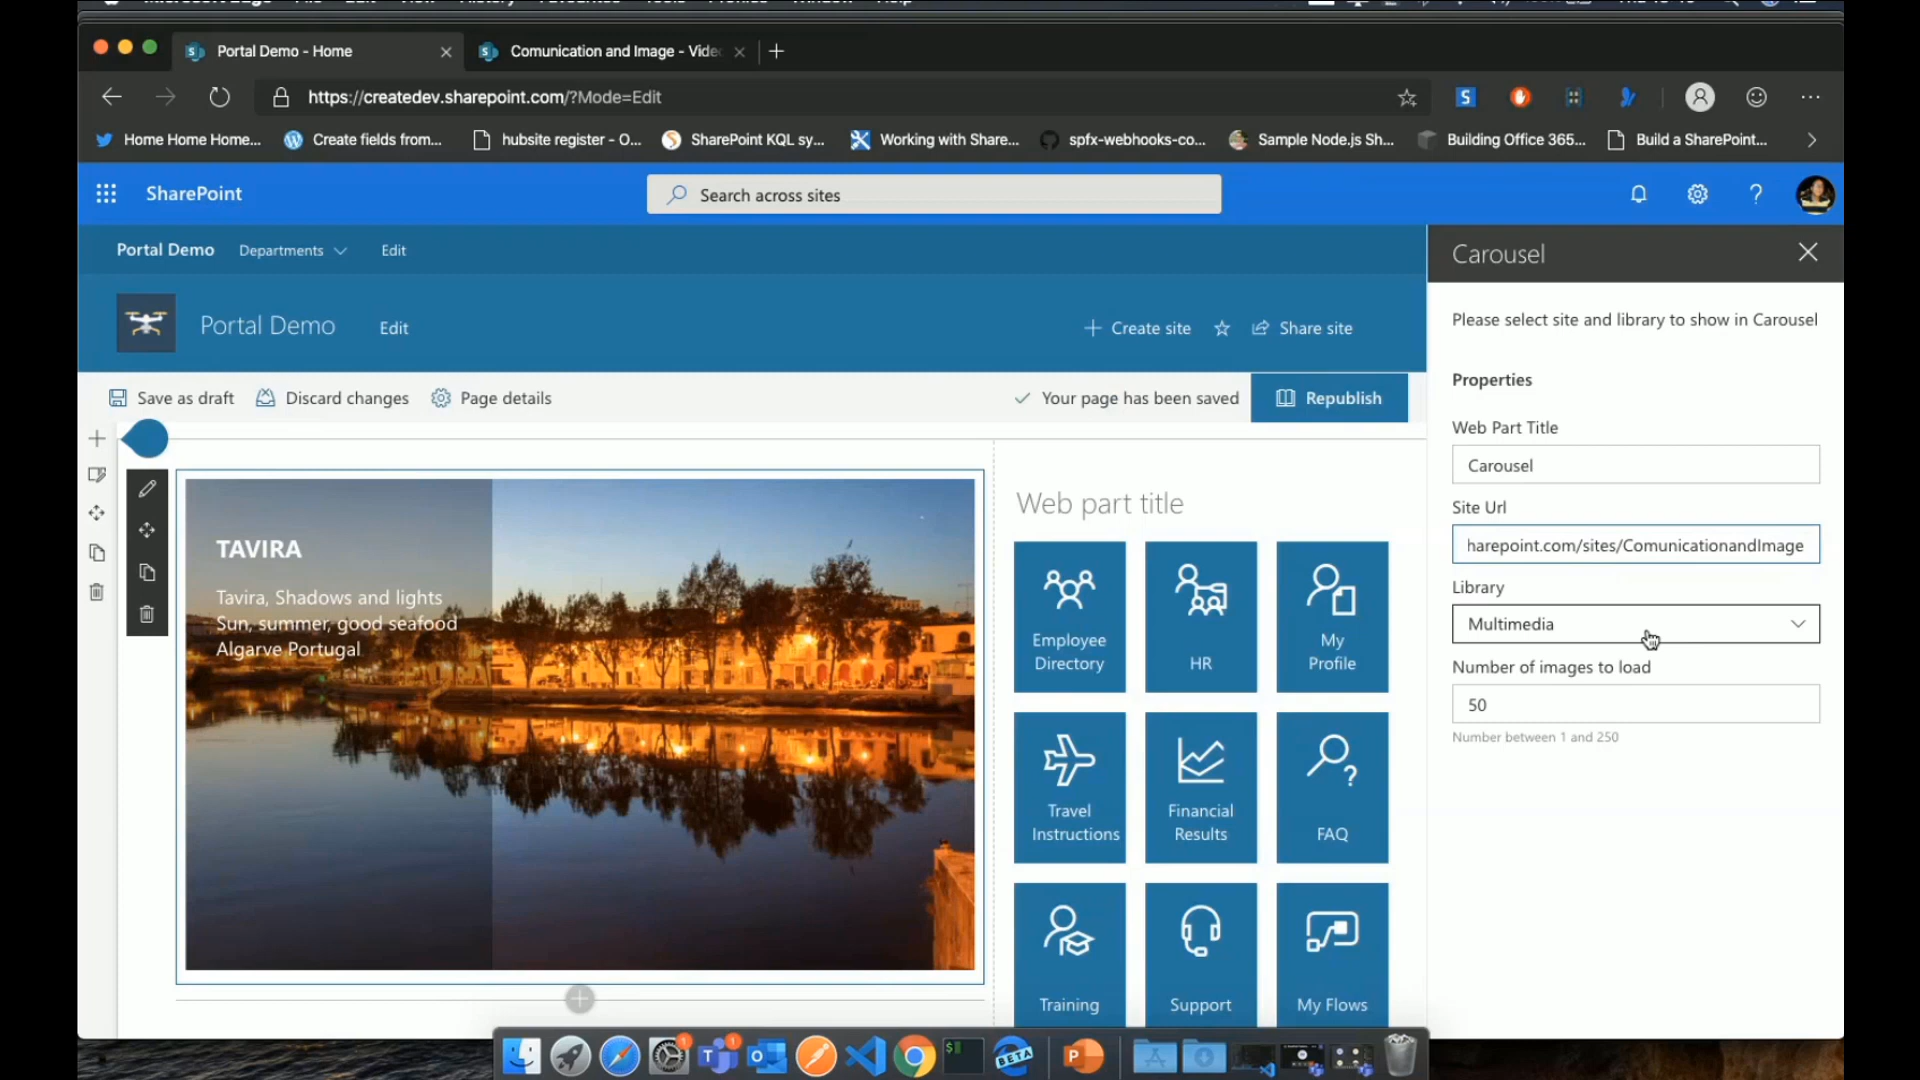 Portal Demo - Home
Comunication and Image - Vide
https://createdev.sharepoint.com/?Mode=Edit
Home Home Home...
Create fields from...
hubsite register - O...
SharePoint KQL sy...
Working with Share...
spfx-webhooks-co...
Sample Node.js Sh...
Building Office 365...
Build a SharePoint...
SharePoint
Search across sites
Portal Demo
Departments
Edit
Portal Demo
Edit
Create site
Share site
Save as draft
Discard changes
Page details
Your page has been saved
Republish
TAVIRA
Tavira, Shadows and lights
Sun, summer, good seafood
Algarve Portugal
Web part title
Employee
Directory
HR
My
Profile
Travel
Instructions
Financial
Results
FAQ
Training
Support
My Flows
Carousel
Please select site and library to show in Carousel
Properties
Web Part Title
Carousel
Site Url
harepoint.com/sites/ComunicationandImage
Library
Multimedia
Number of images to load
50
Number between 1 and 250
BETA